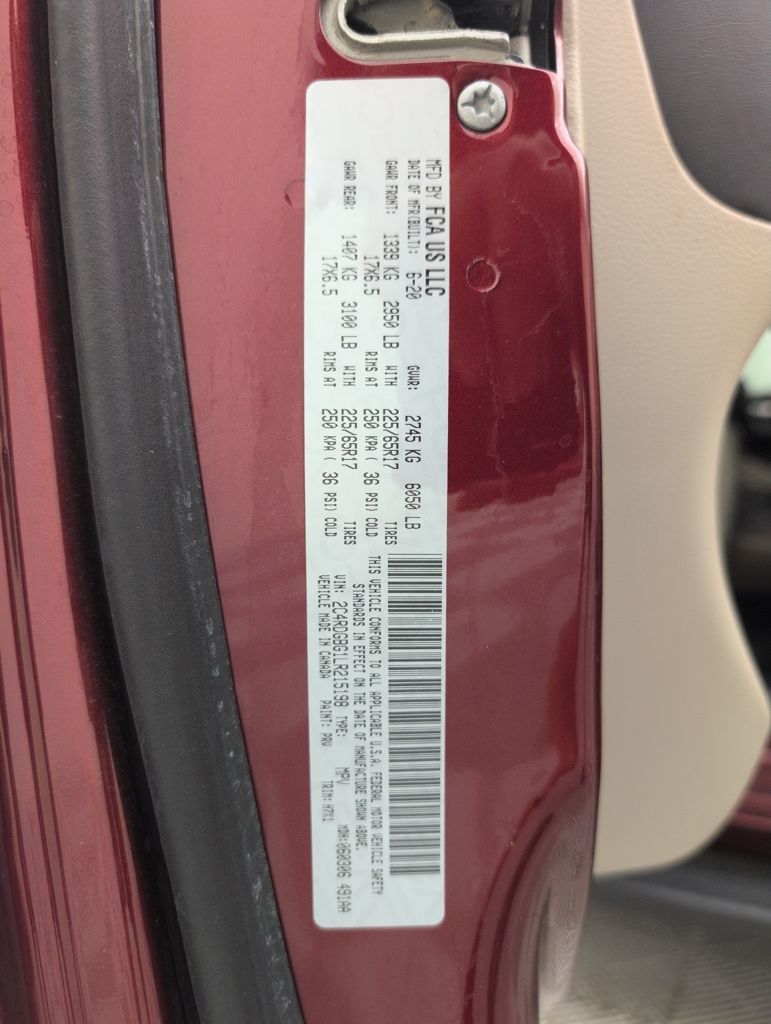 MFD BY FCA US LLC
DATE OF MFR(BUILT): 6-20 GVWR: 2745 KG 6050 LB
GAWR FRONT: 1339 KG 2950 LB WITH 225/65R17 TIRES
17X6.5 RIMS AT 250 KPA ( 36 PSI) COLD
GAWR REAR: 1407 KG 3100 LB WITH 225/65R17 TIRES
17X6.5 RIMS AT 250 KPA ( 36 PSI) COLD
THIS VEHICLE CONFORMS TO ALL APPLICABLE U.S.A. FEDERAL MOTOR VEHICLE SAFETY
STANDARDS IN EFFECT ON THE DATE OF MANUFACTURE SHOWN ABOVE.
VIN: 2C4RDGBG1LR215198 TYPE: MPV MDH:060306 491AA
VEHICLE MADE IN CANADA PAINT: PRV TRIM: H7X1